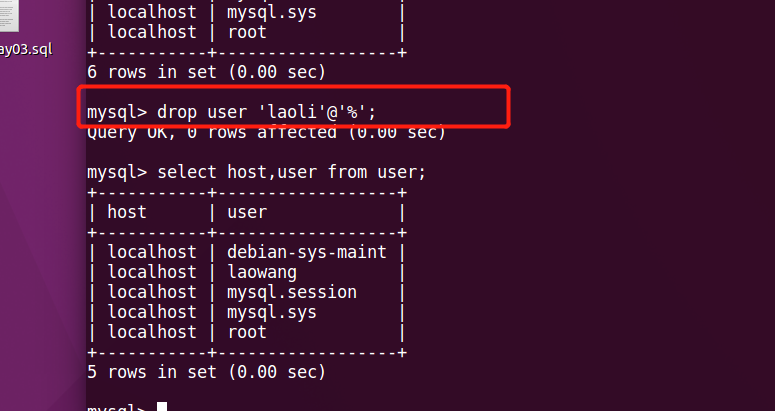 | localhost | mysql.sys        |
ay03.sql
| localhost | root             |
+-----------+------------------+
6 rows in set (0.00 sec)
mysql> drop user 'laoli'@'%';
Query OK, 0 rows affected (0.00 sec)
mysql> select host,user from user;
+-----------+------------------+
| host      | user             |
+-----------+------------------+
| localhost | debian-sys-maint |
| localhost | laowang          |
| localhost | mysql.session    |
| localhost | mysql.sys        |
| localhost | root             |
+-----------+------------------+
5 rows in set (0.00 sec)
mysql>